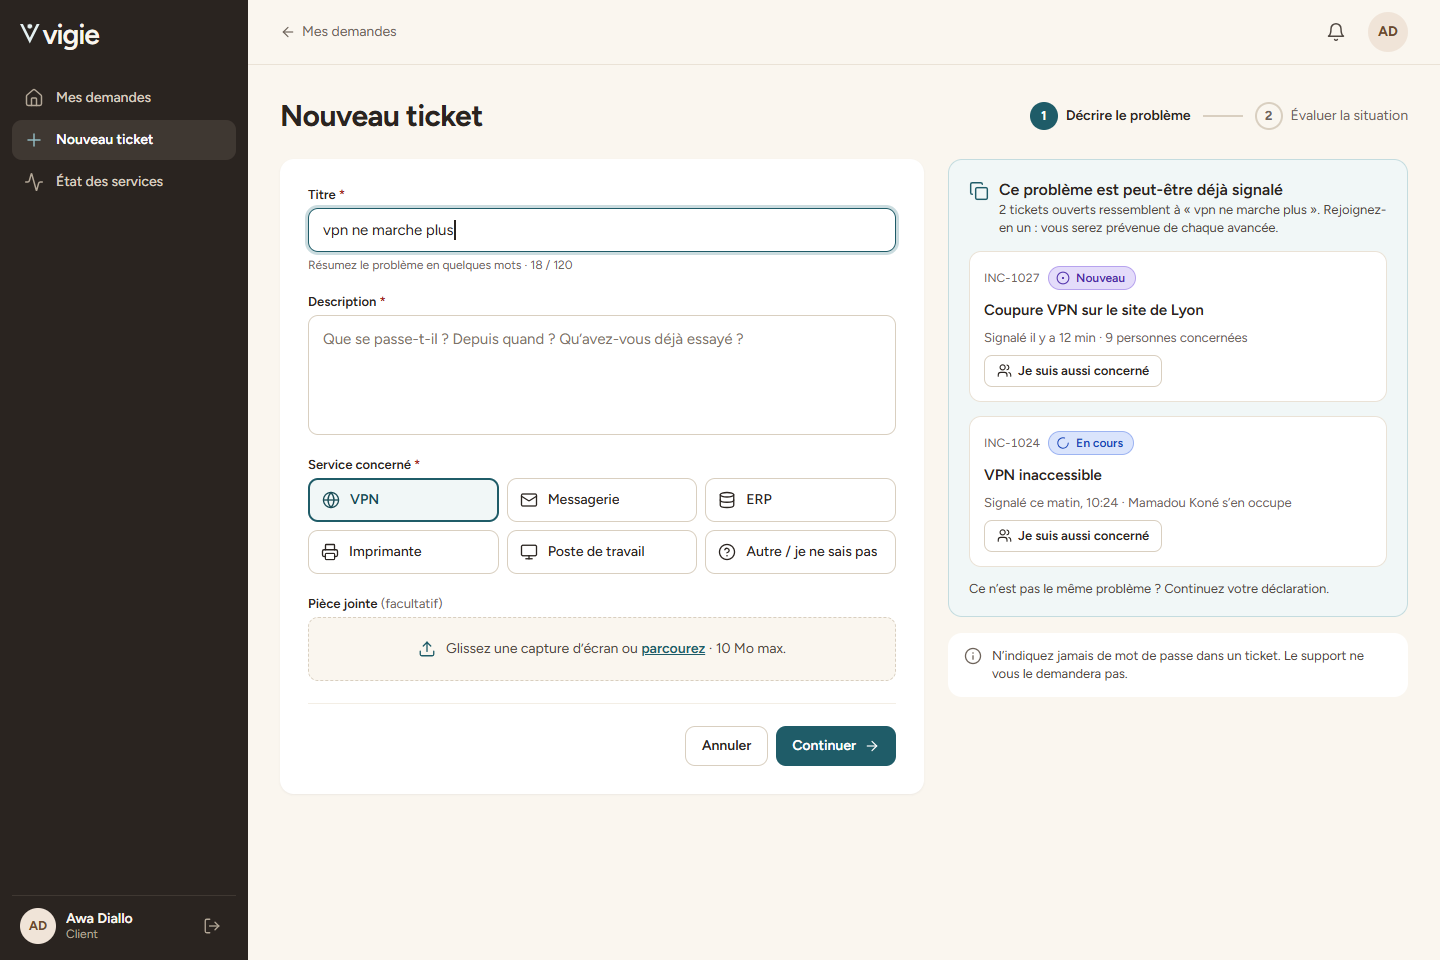 vigie
Mes demandes
Nouveau ticket
État des services
AD
Awa Diallo
Client
Mes demandes
AD
Nouveau ticket
1 Décrire le problème
2 Évaluer la situation
Titre *
vpn ne marche plus
Résumez le problème en quelques mots · 18 / 120
Description *
Que se passe-t-il ? Depuis quand ? Qu’avez-vous déjà essayé ?
Service concerné *
VPN
Messagerie
ERP
Imprimante
Poste de travail
Autre / je ne sais pas
Pièce jointe (facultatif)
Glissez une capture d’écran ou parcourez · 10 Mo max.
Annuler
Continuer
Ce problème est peut-être déjà signalé
2 tickets ouverts ressemblent à « vpn ne marche plus ». Rejoignez-
en un : vous serez prévenue de chaque avancée.
INC-1027 Nouveau
Coupure VPN sur le site de Lyon
Signalé il y a 12 min · 9 personnes concernées
Je suis aussi concerné
INC-1024 En cours
VPN inaccessible
Signalé ce matin, 10:24 · Mamadou Koné s’en occupe
Je suis aussi concerné
Ce n’est pas le même problème ? Continuez votre déclaration.
N’indiquez jamais de mot de passe dans un ticket. Le support ne
vous le demandera pas.